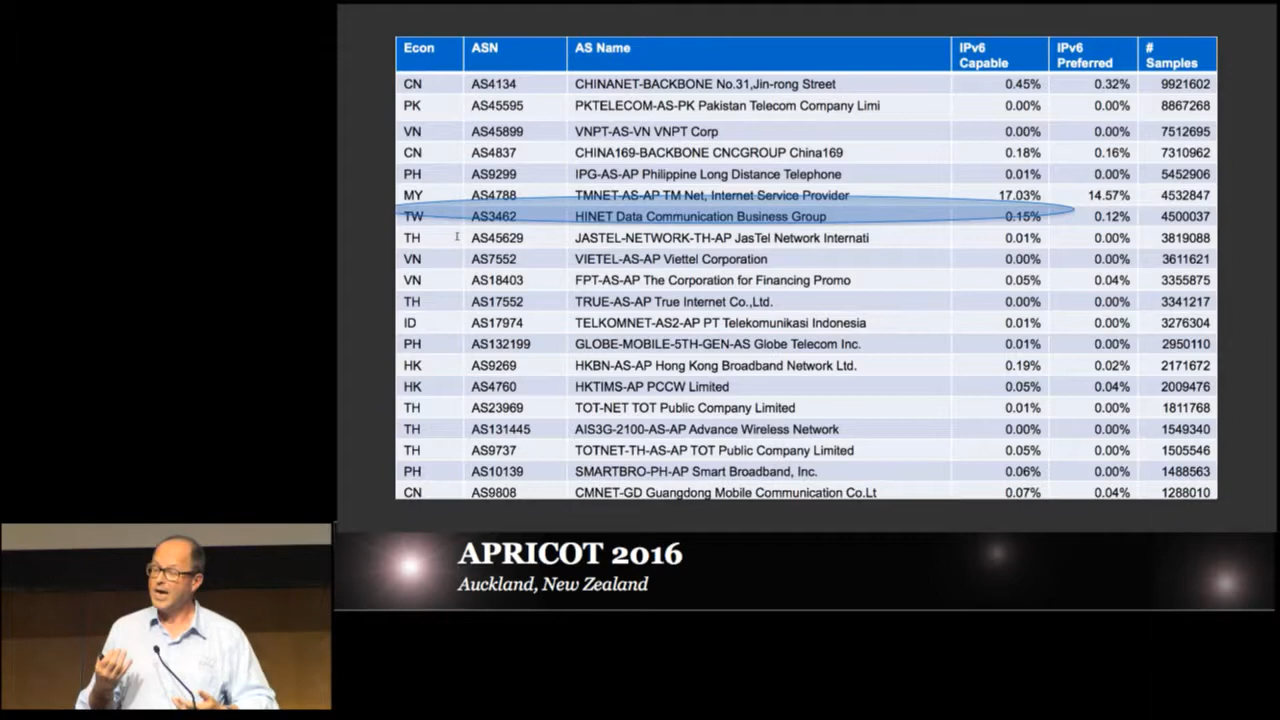 Econ ASN AS Name IPv6 Capable IPv6 Preferred # Samples
CN AS4134 CHINANET-BACKBONE No.31,Jin-rong Street 0.45% 0.32% 9921602
PK AS45595 PKTELECOM-AS-PK Pakistan Telecom Company Limi 0.00% 0.00% 8867268
VN AS45899 VNPT-AS-VN VNPT Corp 0.00% 0.00% 7512695
CN AS4837 CHINA169-BACKBONE CNCGROUP China169 0.18% 0.16% 7310962
PH AS9299 IPG-AS-AP Philippine Long Distance Telephone 0.01% 0.00% 5452906
MY AS4788 TMNET-AS-AP TM Net, Internet Service Provider 17.03% 14.57% 4532847
TW AS3462 HINET Data Communication Business Group 0.15% 0.12% 4500037
TH AS45629 JASTEL-NETWORK-TH-AP JasTel Network Internati 0.01% 0.00% 3819088
VN AS7552 VIETEL-AS-AP Viettel Corporation 0.00% 0.00% 3611621
VN AS18403 FPT-AS-AP The Corporation for Financing Promo 0.05% 0.04% 3355875
TH AS17552 TRUE-AS-AP True Internet Co.,Ltd. 0.00% 0.00% 3341217
ID AS17974 TELKOMNET-AS2-AP PT Telekomunikasi Indonesia 0.01% 0.00% 3276304
PH AS132199 GLOBE-MOBILE-5TH-GEN-AS Globe Telecom Inc. 0.01% 0.00% 2950110
HK AS9269 HKBN-AS-AP Hong Kong Broadband Network Ltd. 0.19% 0.02% 2171672
HK AS4760 HKTIMS-AP PCCW Limited 0.05% 0.04% 2009476
TH AS23969 TOT-NET TOT Public Company Limited 0.01% 0.00% 1811768
TH AS131445 AIS3G-2100-AS-AP Advance Wireless Network 0.00% 0.00% 1549340
TH AS9737 TOTNET-TH-AS-AP TOT Public Company Limited 0.05% 0.00% 1505546
PH AS10139 SMARTBRO-PH-AP Smart Broadband, Inc. 0.06% 0.00% 1488563
CN AS9808 CMNET-GD Guangdong Mobile Communication Co.Lt 0.07% 0.04% 1288010
APRICOT 2016
Auckland, New Zealand